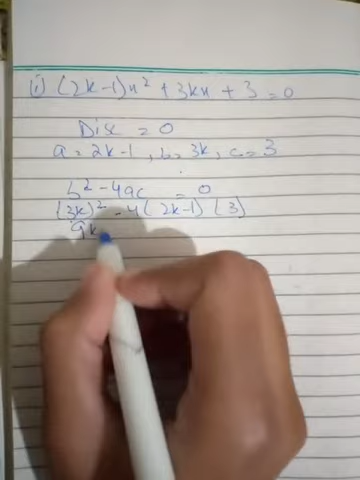 i) (2k-1)x² + 3kx + 3 = 0
Disc = 0
a = 2k-1, b = 3k, c = 3
b² - 4ac = 0
(3k)² - 4(2k-1)(3)
9k